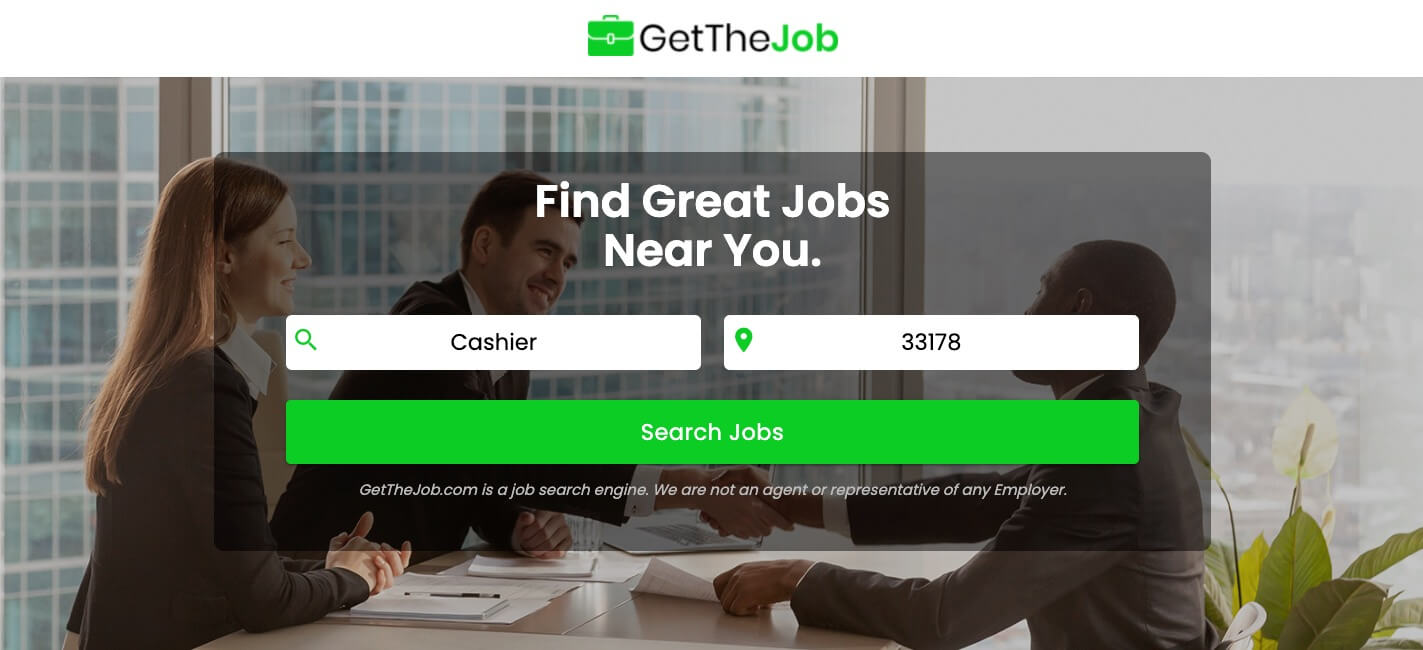 GetTheJob
Find Great Jobs
Near You.
Cashier
33178
Search Jobs
GetTheJob.com is a job search engine. We are not an agent or representative of any Employer.